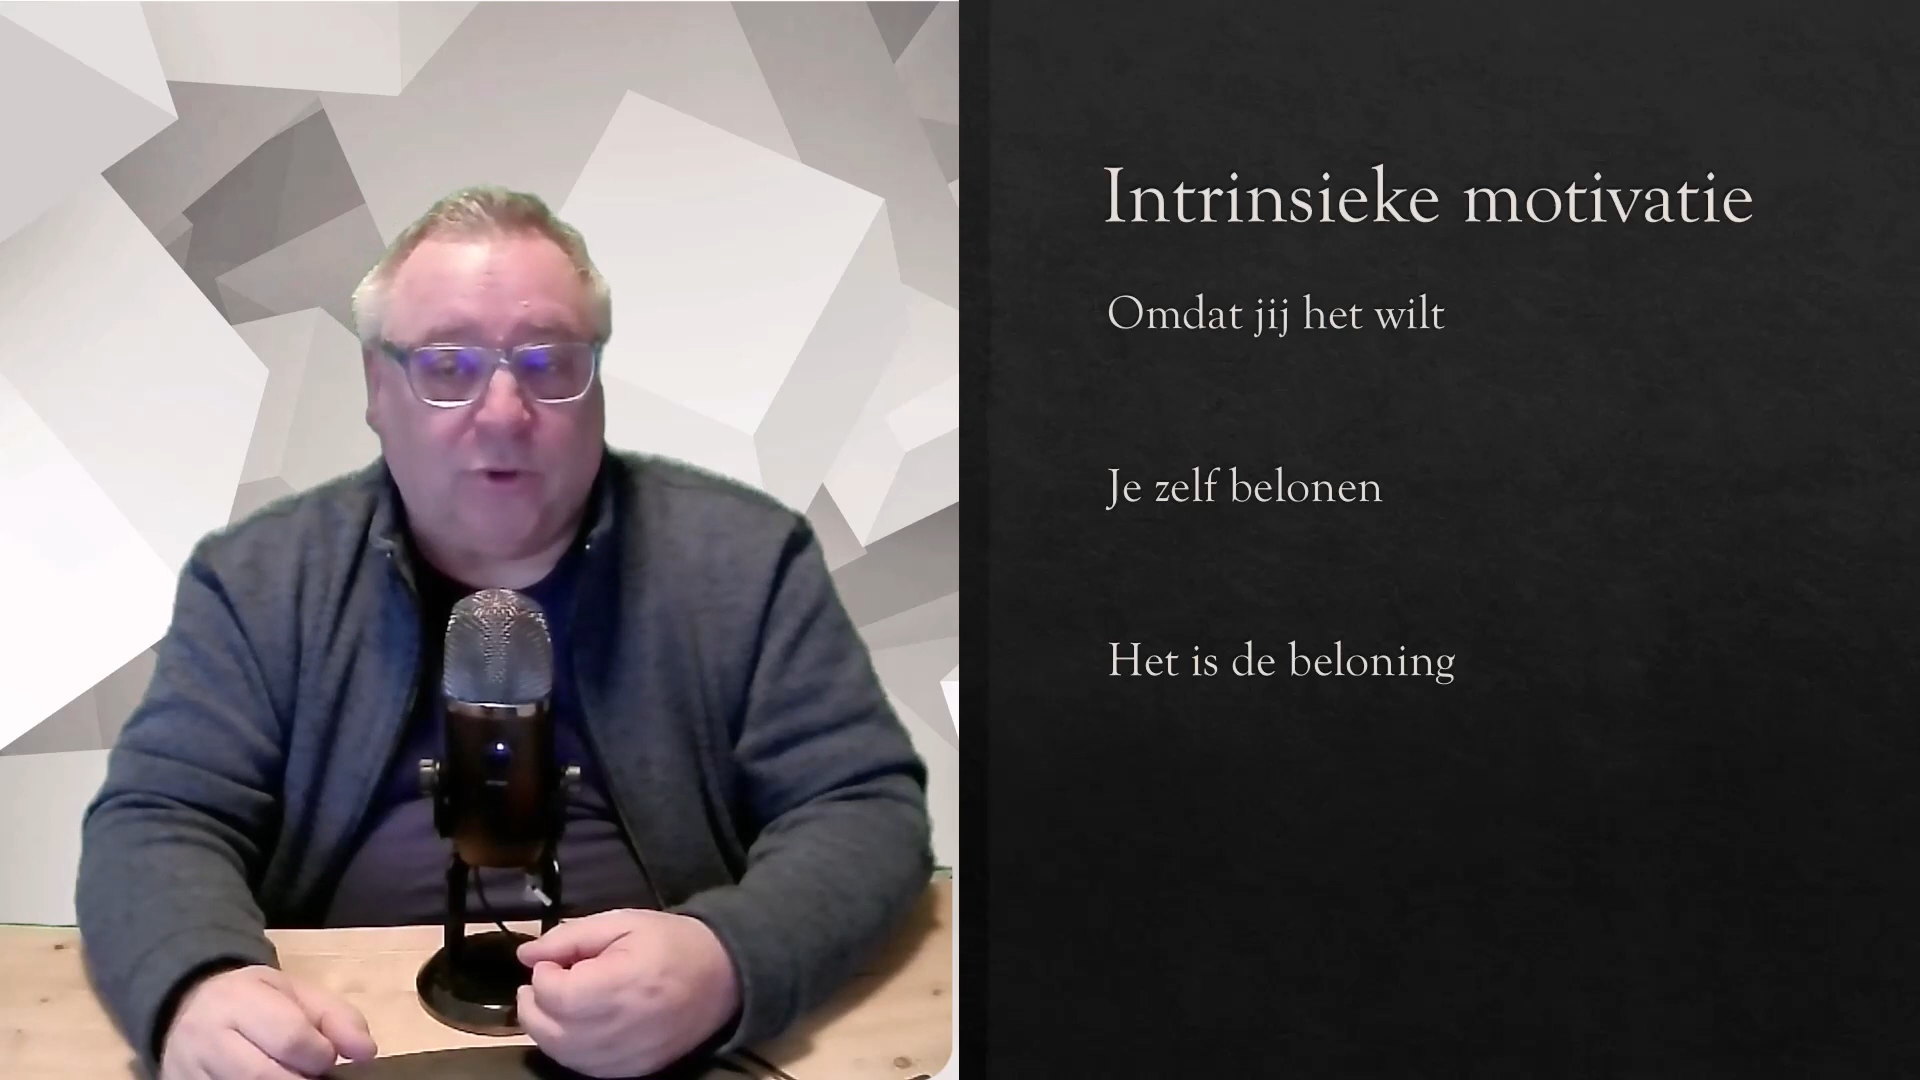 Intrinsieke motivatie
Omdat jij het wilt
Je zelf belonen
Het is de beloning